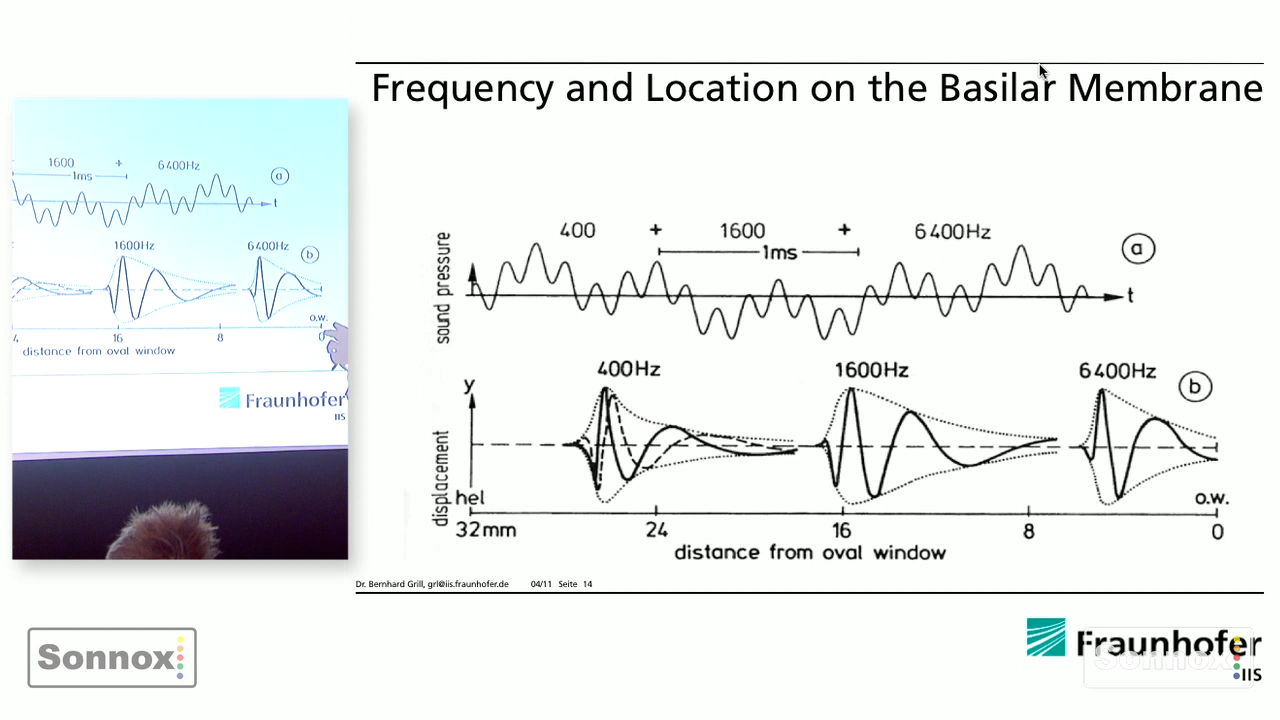 Frequency and Location on the Basilar Membrane
1600 + 6400Hz
1ms
a
t
1600Hz 6400Hz
b
o.w.
4 16 8 0
distance from oval window
Fraunhofer
IIS
400 + 1600 + 6400Hz
1ms
a
sound pressure
t
400Hz 1600Hz 6400Hz
b
y
displacement
hel o.w.
32mm 24 16 8 0
distance from oval window
Dr. Bernhard Grill, grl@iis.fraunhofer.de 04/11 Seite 14
Sonnox
Fraunhofer
Sonnox
IIS